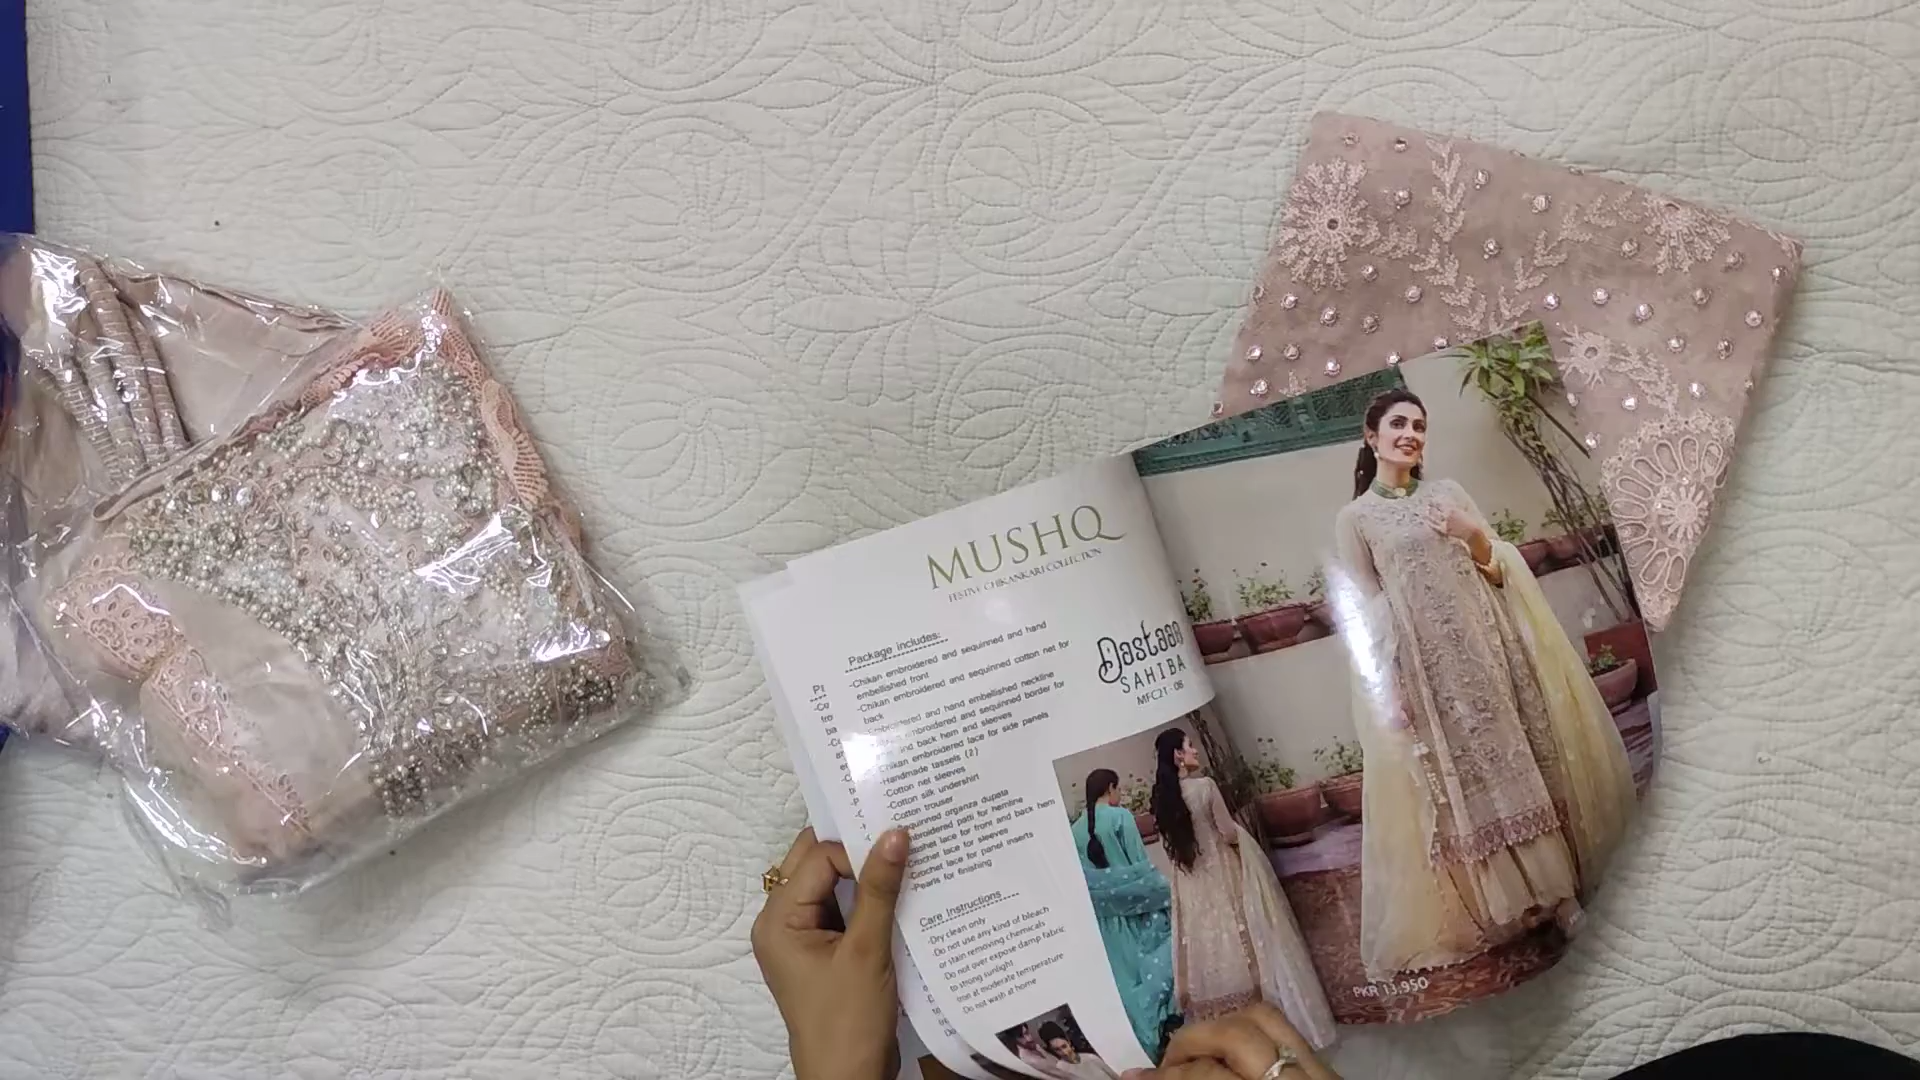 MUSHQ
FESTIVE CHIKANKARI COLLECTION
Package includes:
-Chikan embroidered and sequinned and hand
embellished front
-Chikan embroidered and sequinned cotton net for
back
Embroidered and hand embellished neckline
embroidered and sequinned border for
and back hem and sleeves
Chikan embroidered lace for side panels
-Handmade tassels (2)
-Cotton net sleeves
-Cotton silk undershirt
-Cotton trouser
Sequinned organza dupata
mbroidered patti for hemline
lace for front and back hem
Crochet lace for sleeves
-Crochet lace for panel inserts
-Pearls for finishing
Care Instructions
-Dry clean only
Do not use any kind of bleach
or stain removing chemicals
Do not over expose damp fabric
to strong sunlight
Iron at moderate temperature
Do not wash at home
Dastaan
SAHIBA
MFC21-08
PKR 13,950